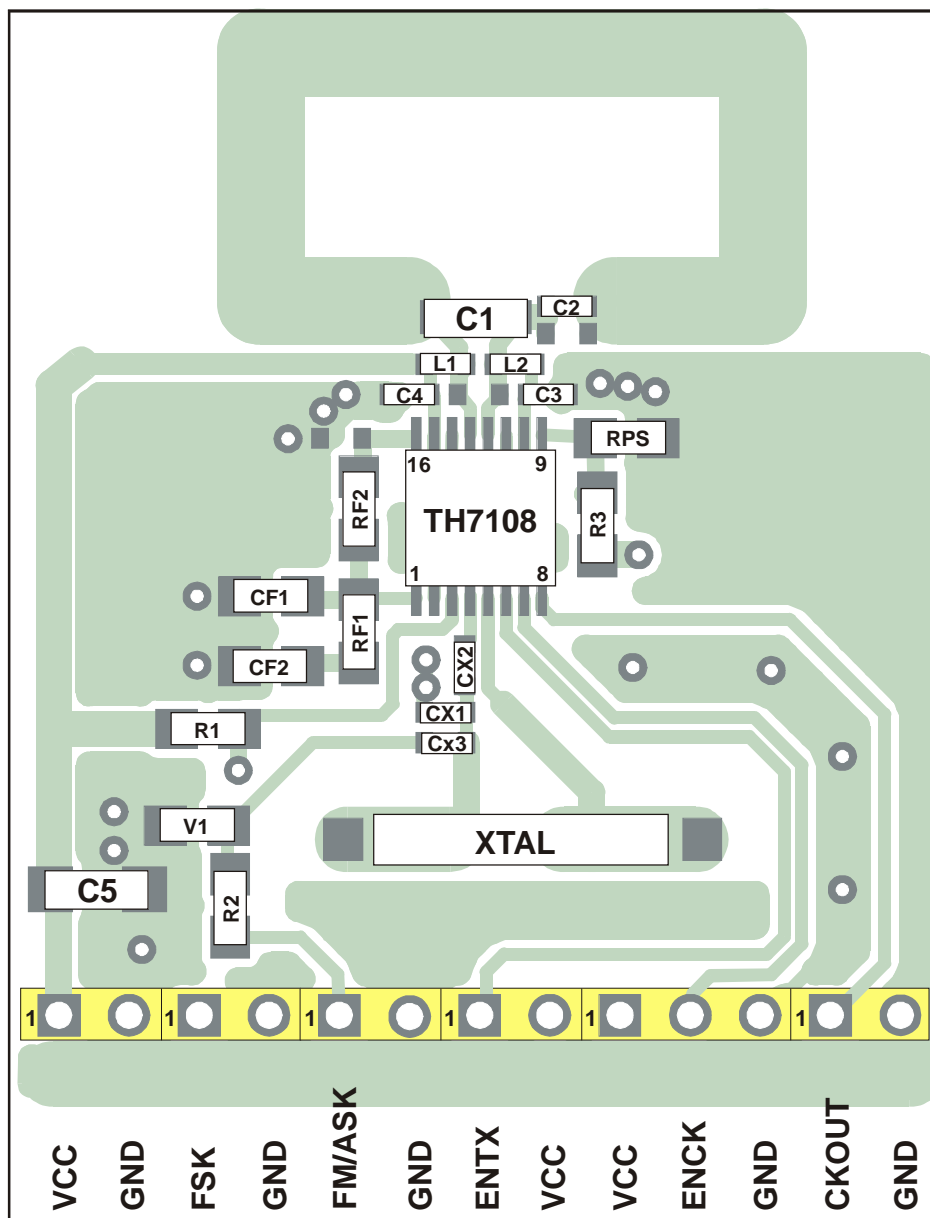 C1
C2
L1
L2
C4
C3
16
9
RPS
RF2
TH7108
R3
1
8
CF1
RF1
CF2
CX2
CX1
R1
Cx3
V1
XTAL
C5
R2
1
1
1
1
1
VCC
GND
FSK
GND
FM/ASK
GND
ENTX
VCC
VCC
ENCK
GND
CKOUT
GND